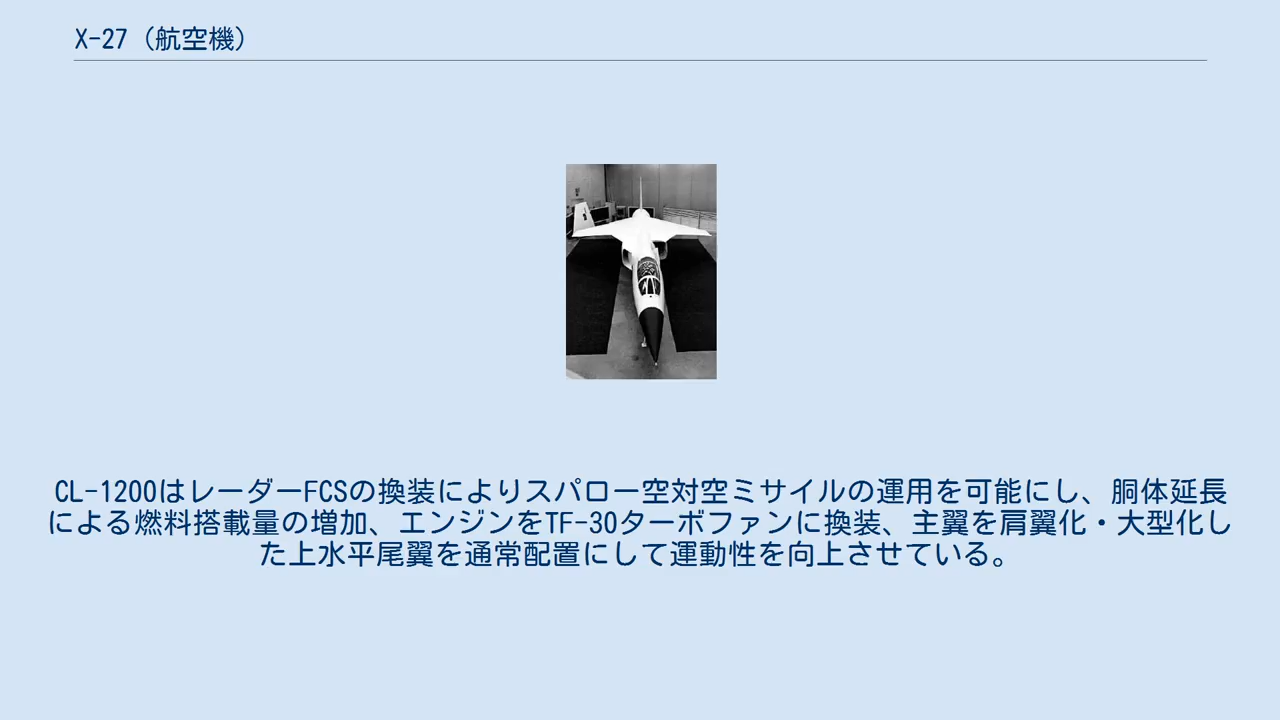 X-27（航空機）
CL-1200はレーダーFCSの換装によりスパロー空対空ミサイルの運用を可能にし、胴体延長
による燃料搭載量の増加、エンジンをTF-30ターボファンに換装、主翼を肩翼化・大型化し
た上水平尾翼を通常配置にして運動性を向上させている。